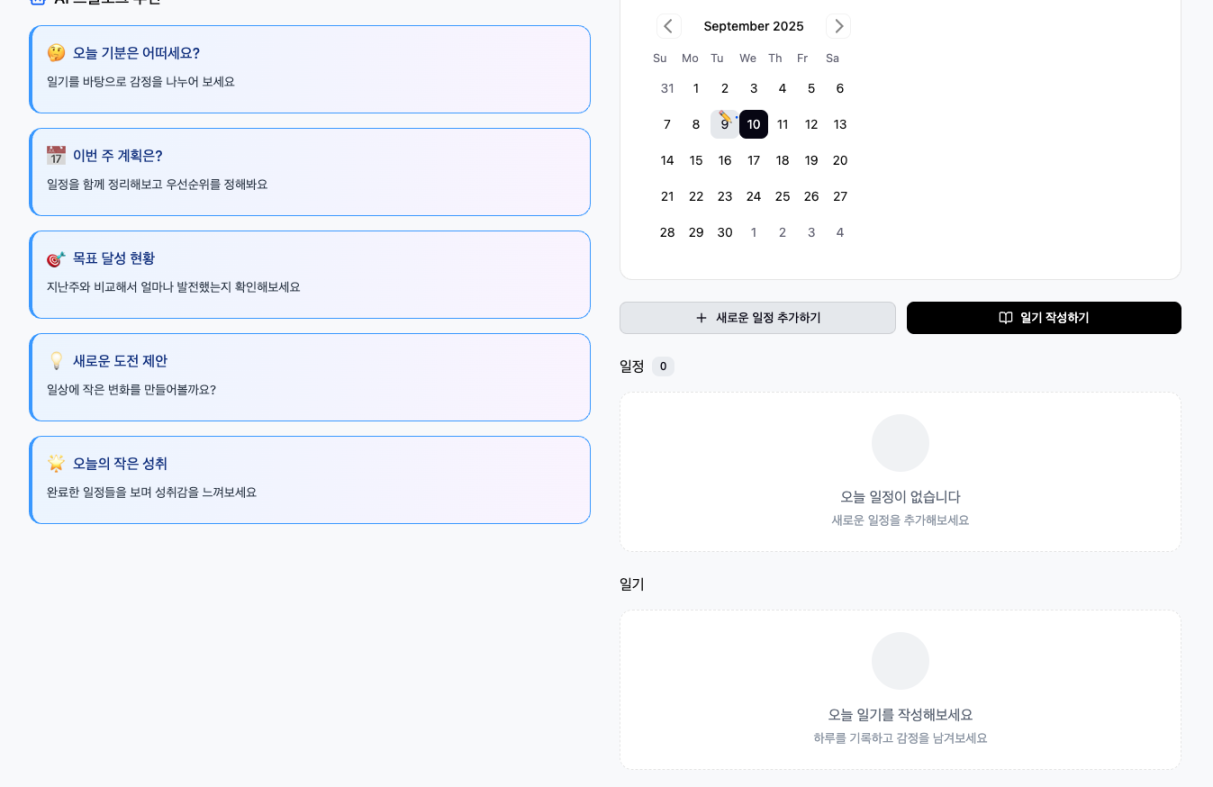 오늘 기분은 어떠세요?
일기를 바탕으로 감정을 나누어 보세요
17 이번 주 계획은?
일정을 함께 정리해보고 우선순위를 정해봐요
목표 달성 현황
지난주와 비교해서 얼마나 발전했는지 확인해보세요
새로운 도전 제안
일상에 작은 변화를 만들어볼까요?
오늘의 작은 성취
완료한 일정들을 보며 성취감을 느껴보세요
September 2025
Su Mo Tu We Th Fr Sa
31 1 2 3 4 5 6
7 8 9 10 11 12 13
14 15 16 17 18 19 20
21 22 23 24 25 26 27
28 29 30 1 2 3 4
+ 새로운 일정 추가하기
일기 작성하기
일정 0
오늘 일정이 없습니다
새로운 일정을 추가해보세요
일기
오늘 일기를 작성해보세요
하루를 기록하고 감정을 남겨보세요